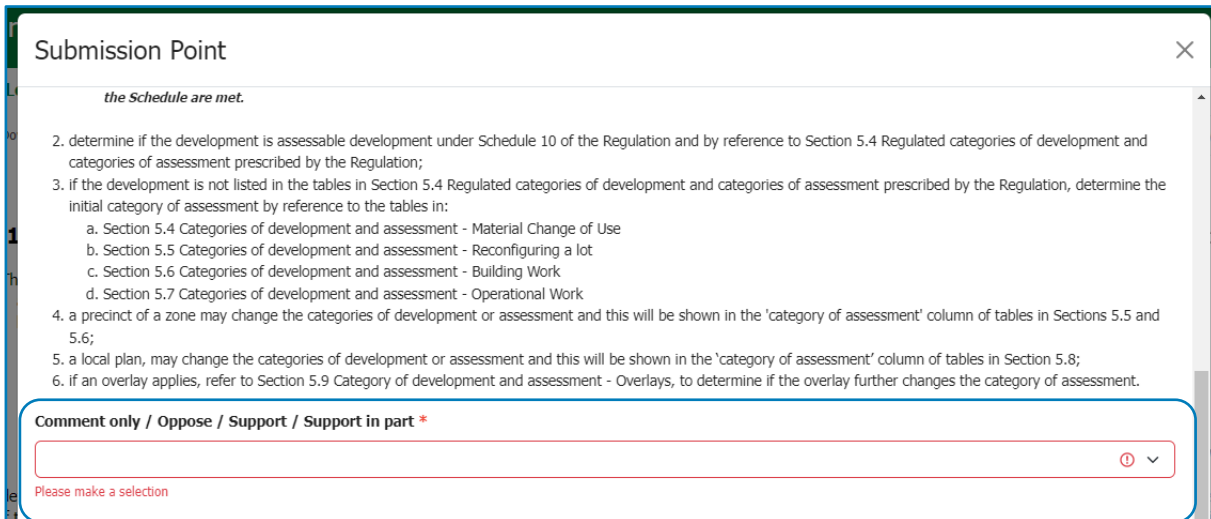 Submission Point
the Schedule are met.
2. determine if the development is assessable development under Schedule 10 of the Regulation and by reference to Section 5.4 Regulated categories of development and
categories of assessment prescribed by the Regulation;
3. if the development is not listed in the tables in Section 5.4 Regulated categories of development and categories of assessment prescribed by the Regulation, determine the
initial category of assessment by reference to the tables in:
a. Section 5.4 Categories of development and assessment - Material Change of Use
b. Section 5.5 Categories of development and assessment - Reconfiguring a lot
c. Section 5.6 Categories of development and assessment - Building Work
d. Section 5.7 Categories of development and assessment - Operational Work
4. a precinct of a zone may change the categories of development or assessment and this will be shown in the 'category of assessment' column of tables in Sections 5.5 and
5.6;
5. a local plan, may change the categories of development or assessment and this will be shown in the ‘category of assessment’ column of tables in Section 5.8;
6. if an overlay applies, refer to Section 5.9 Category of development and assessment - Overlays, to determine if the overlay further changes the category of assessment.
Comment only / Oppose / Support / Support in part *
Please make a selection